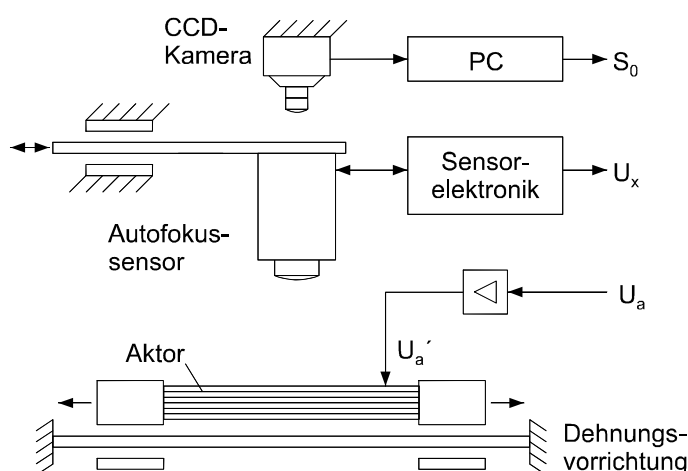 CCD-
Kamera
PC
S₀
Sensor-
elektronik
Uₓ
Autofokus-
sensor
Uₐ
Uₐ´
Aktor
Dehnungs-
vorrichtung